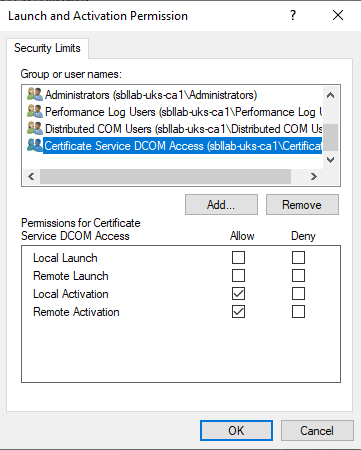 Launch and Activation Permission
Security Limits
Group or user names:
Administrators (sbllab-uks-ca1\Administrators)
Performance Log Users (sbllab-uks-ca1\Performance Log U
Distributed COM Users (sbllab-uks-ca1\Distributed COM Us
Certificate Service DCOM Access (sbllab-uks-ca1\Certificat
Add...
Remove
Permissions for Certificate
Service DCOM Access
Allow
Deny
Local Launch
Remote Launch
Local Activation
Remote Activation
OK
Cancel